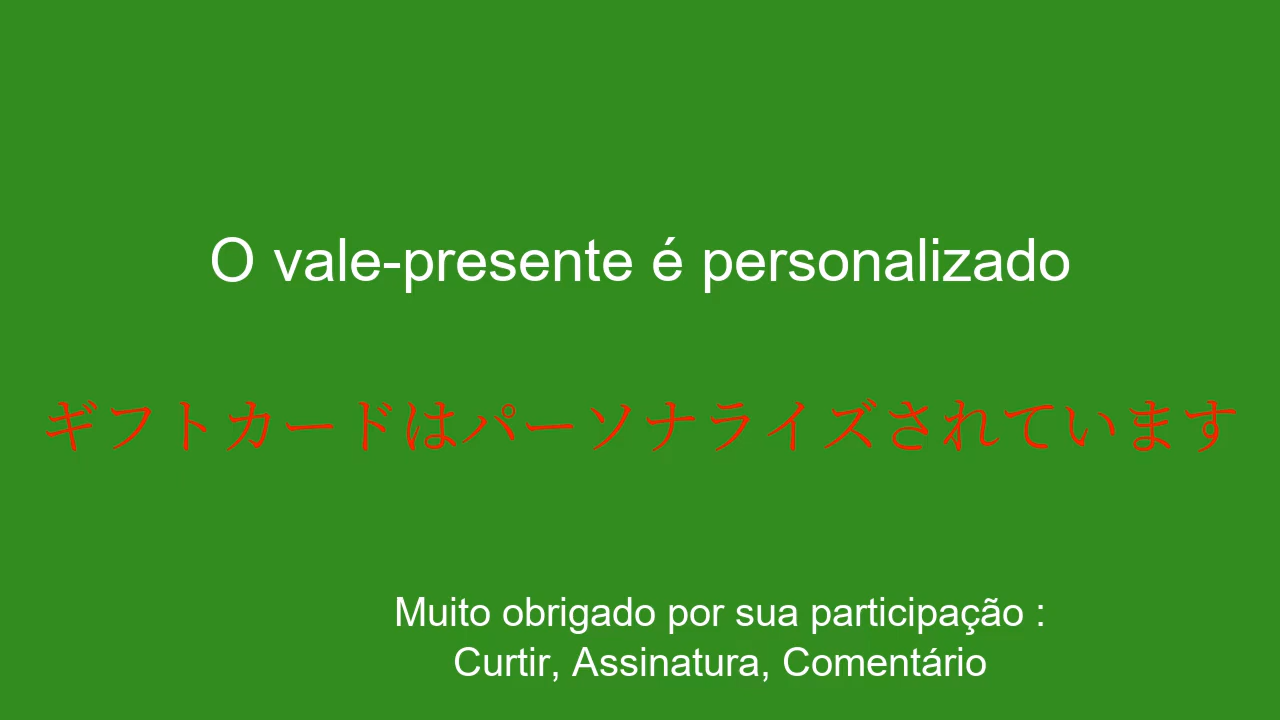 O vale-presente é personalizado
ギフトカードはパーソナライズされています
Muito obrigado por sua participação :
Curtir, Assinatura, Comentário